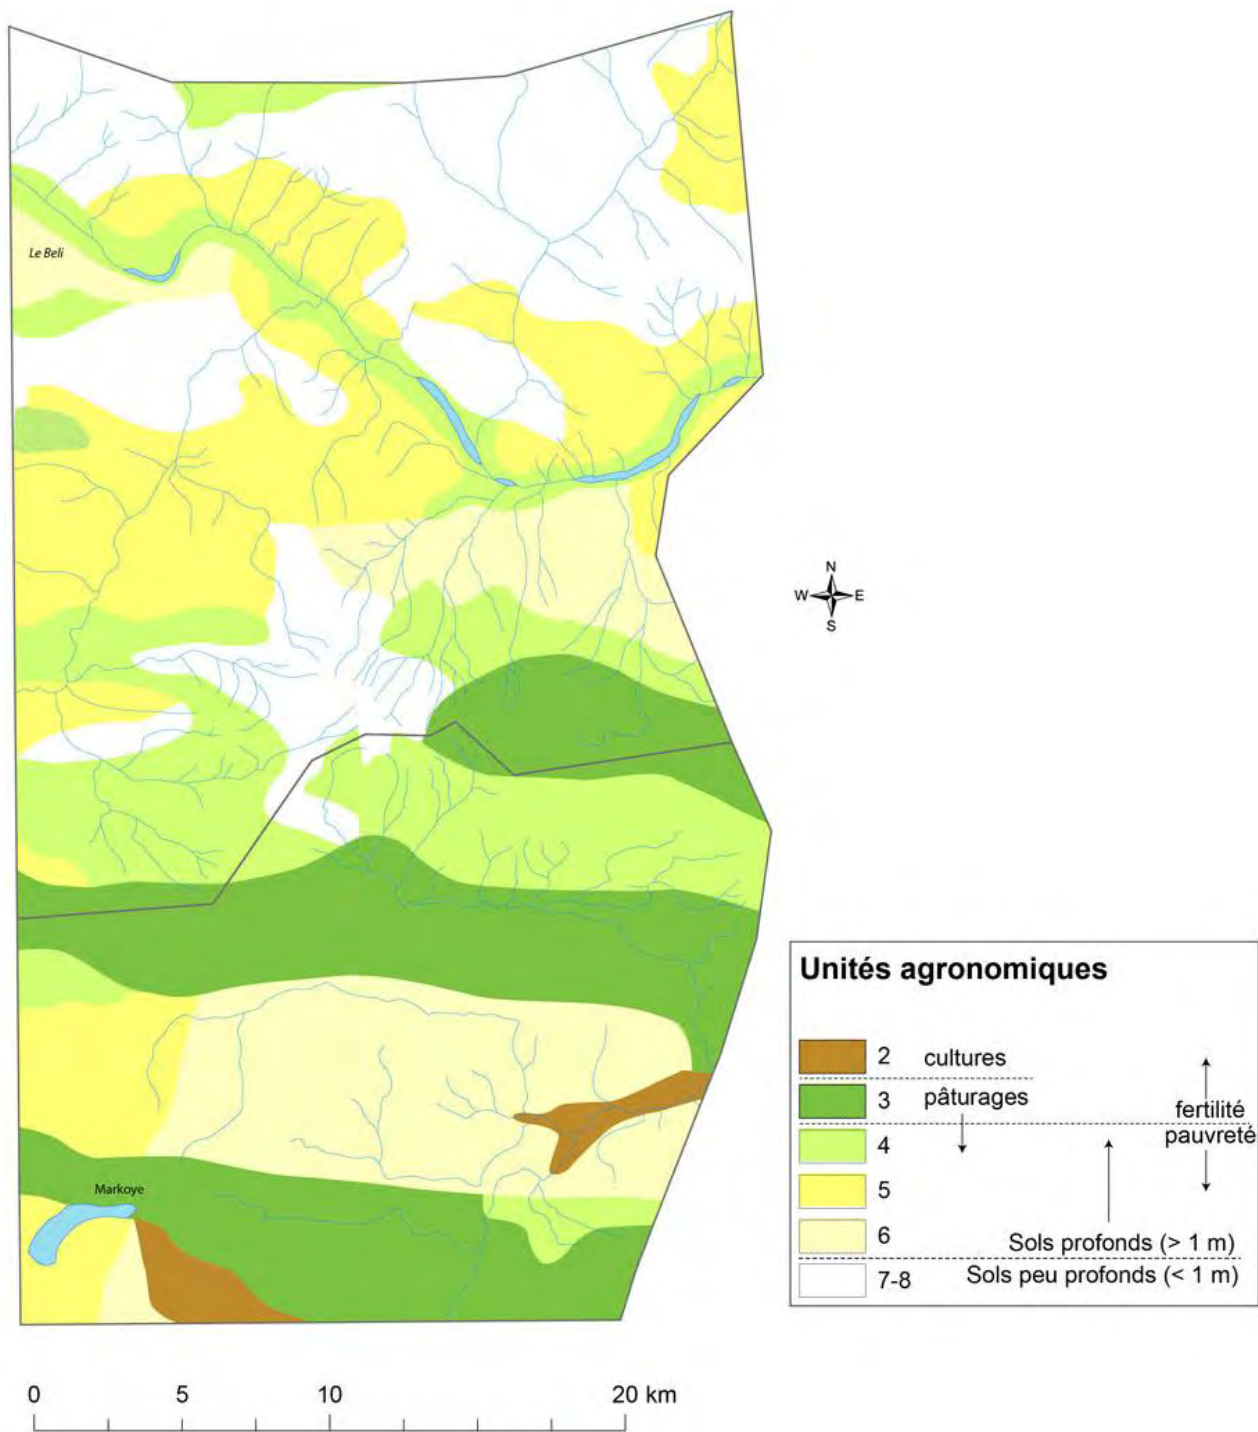 Le Beli
N
W E
S
Unités agronomiques
2 cultures
3 pâturages
fertilité
pauvreté
4
5
6
Sols profonds (> 1 m)
Sols peu profonds (< 1 m)
7-8
Markoye
0 5 10 20 km